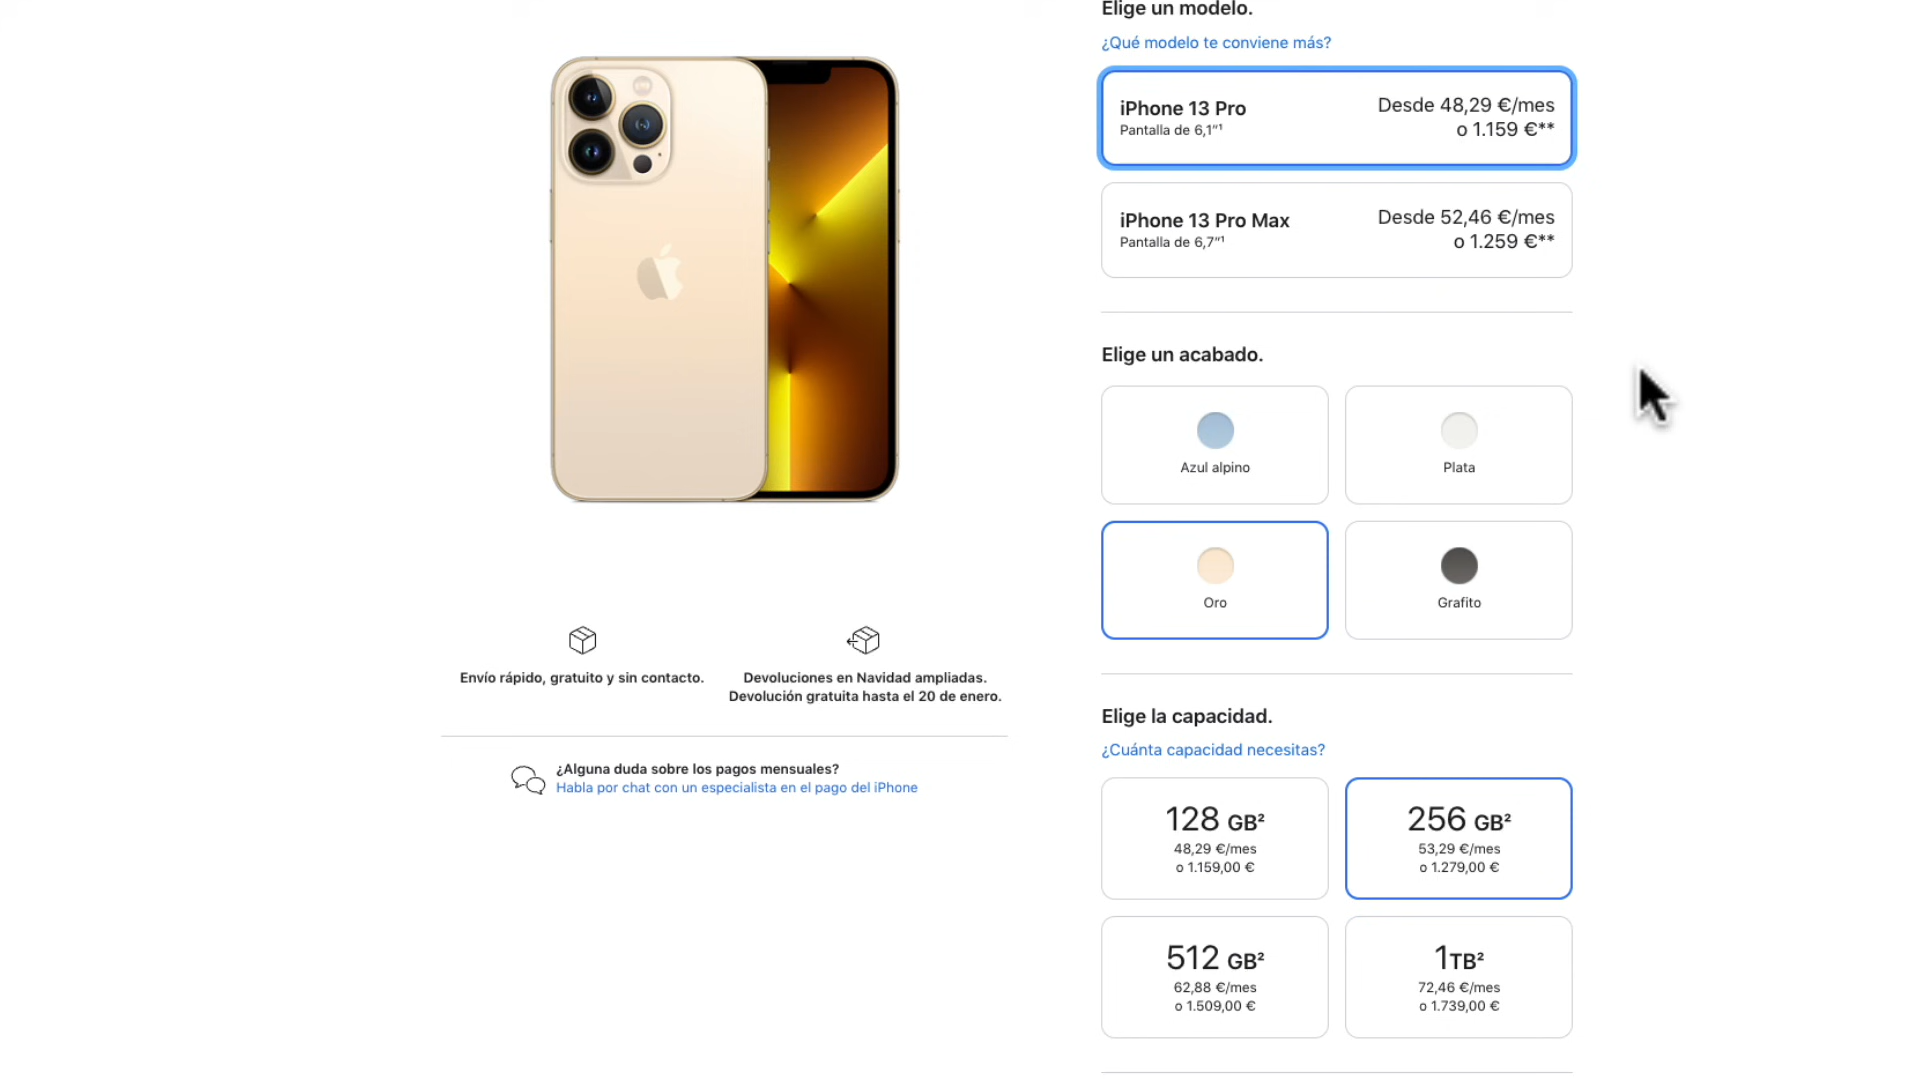 Elige un modelo.
¿Qué modelo te conviene más?
iPhone 13 Pro
Pantalla de 6,1"¹
Desde 48,29 €/mes
o 1.159 €**
iPhone 13 Pro Max
Pantalla de 6,7"¹
Desde 52,46 €/mes
o 1.259 €**
Elige un acabado.
Azul alpino
Plata
Oro
Grafito
Envío rápido, gratuito y sin contacto.
Devoluciones en Navidad ampliadas.
Devolución gratuita hasta el 20 de enero.
¿Alguna duda sobre los pagos mensuales?
Habla por chat con un especialista en el pago del iPhone
Elige la capacidad.
¿Cuánta capacidad necesitas?
128 GB²
48,29 €/mes
o 1.159,00 €
256 GB²
53,29 €/mes
o 1.279,00 €
512 GB²
62,88 €/mes
o 1.509,00 €
1TB²
72,46 €/mes
o 1.739,00 €